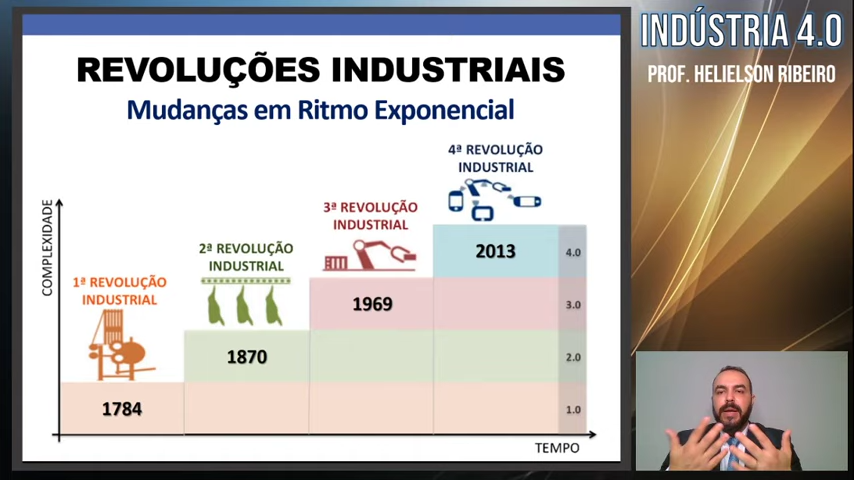 INDÚSTRIA 4.0
PROF. HELIELSON RIBEIRO
REVOLUÇÕES INDUSTRIAIS
Mudanças em Ritmo Exponencial
COMPLEXIDADE
1ª REVOLUÇÃO
INDUSTRIAL
2ª REVOLUÇÃO
INDUSTRIAL
3ª REVOLUÇÃO
INDUSTRIAL
4ª REVOLUÇÃO
INDUSTRIAL
2013
4.0
1969
3.0
1870
2.0
1784
1.0
TEMPO